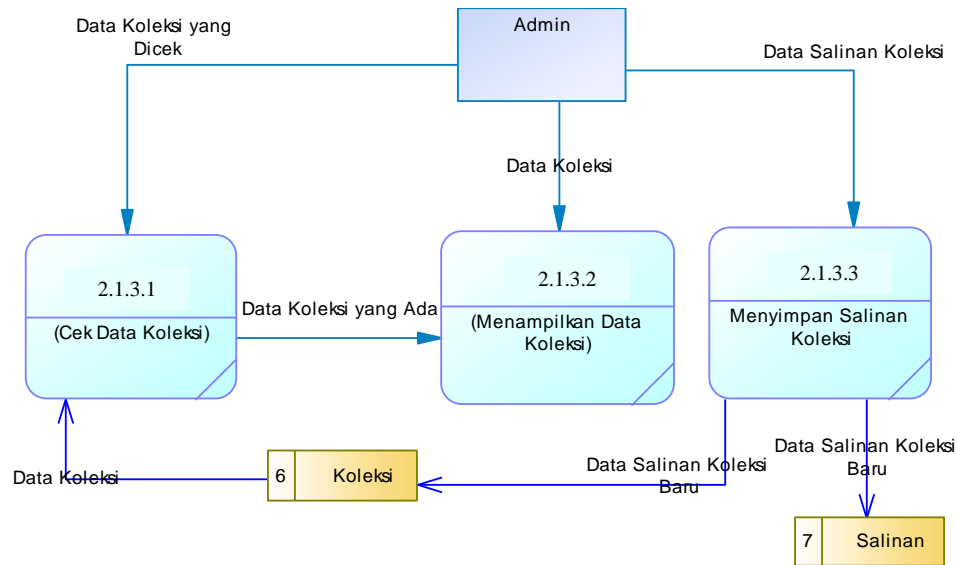 Data Koleksi yang
Dicek
Admin
Data Salinan Koleksi
Data Koleksi
2.1.3.1
(Cek Data Koleksi)
Data Koleksi yang Ada
2.1.3.2
(Menampilkan Data
Koleksi)
2.1.3.3
Menyimpan Salinan
Koleksi
Data Koleksi
6 Koleksi
Data Salinan Koleksi
Baru
Data Salinan Koleksi
Baru
7 Salinan